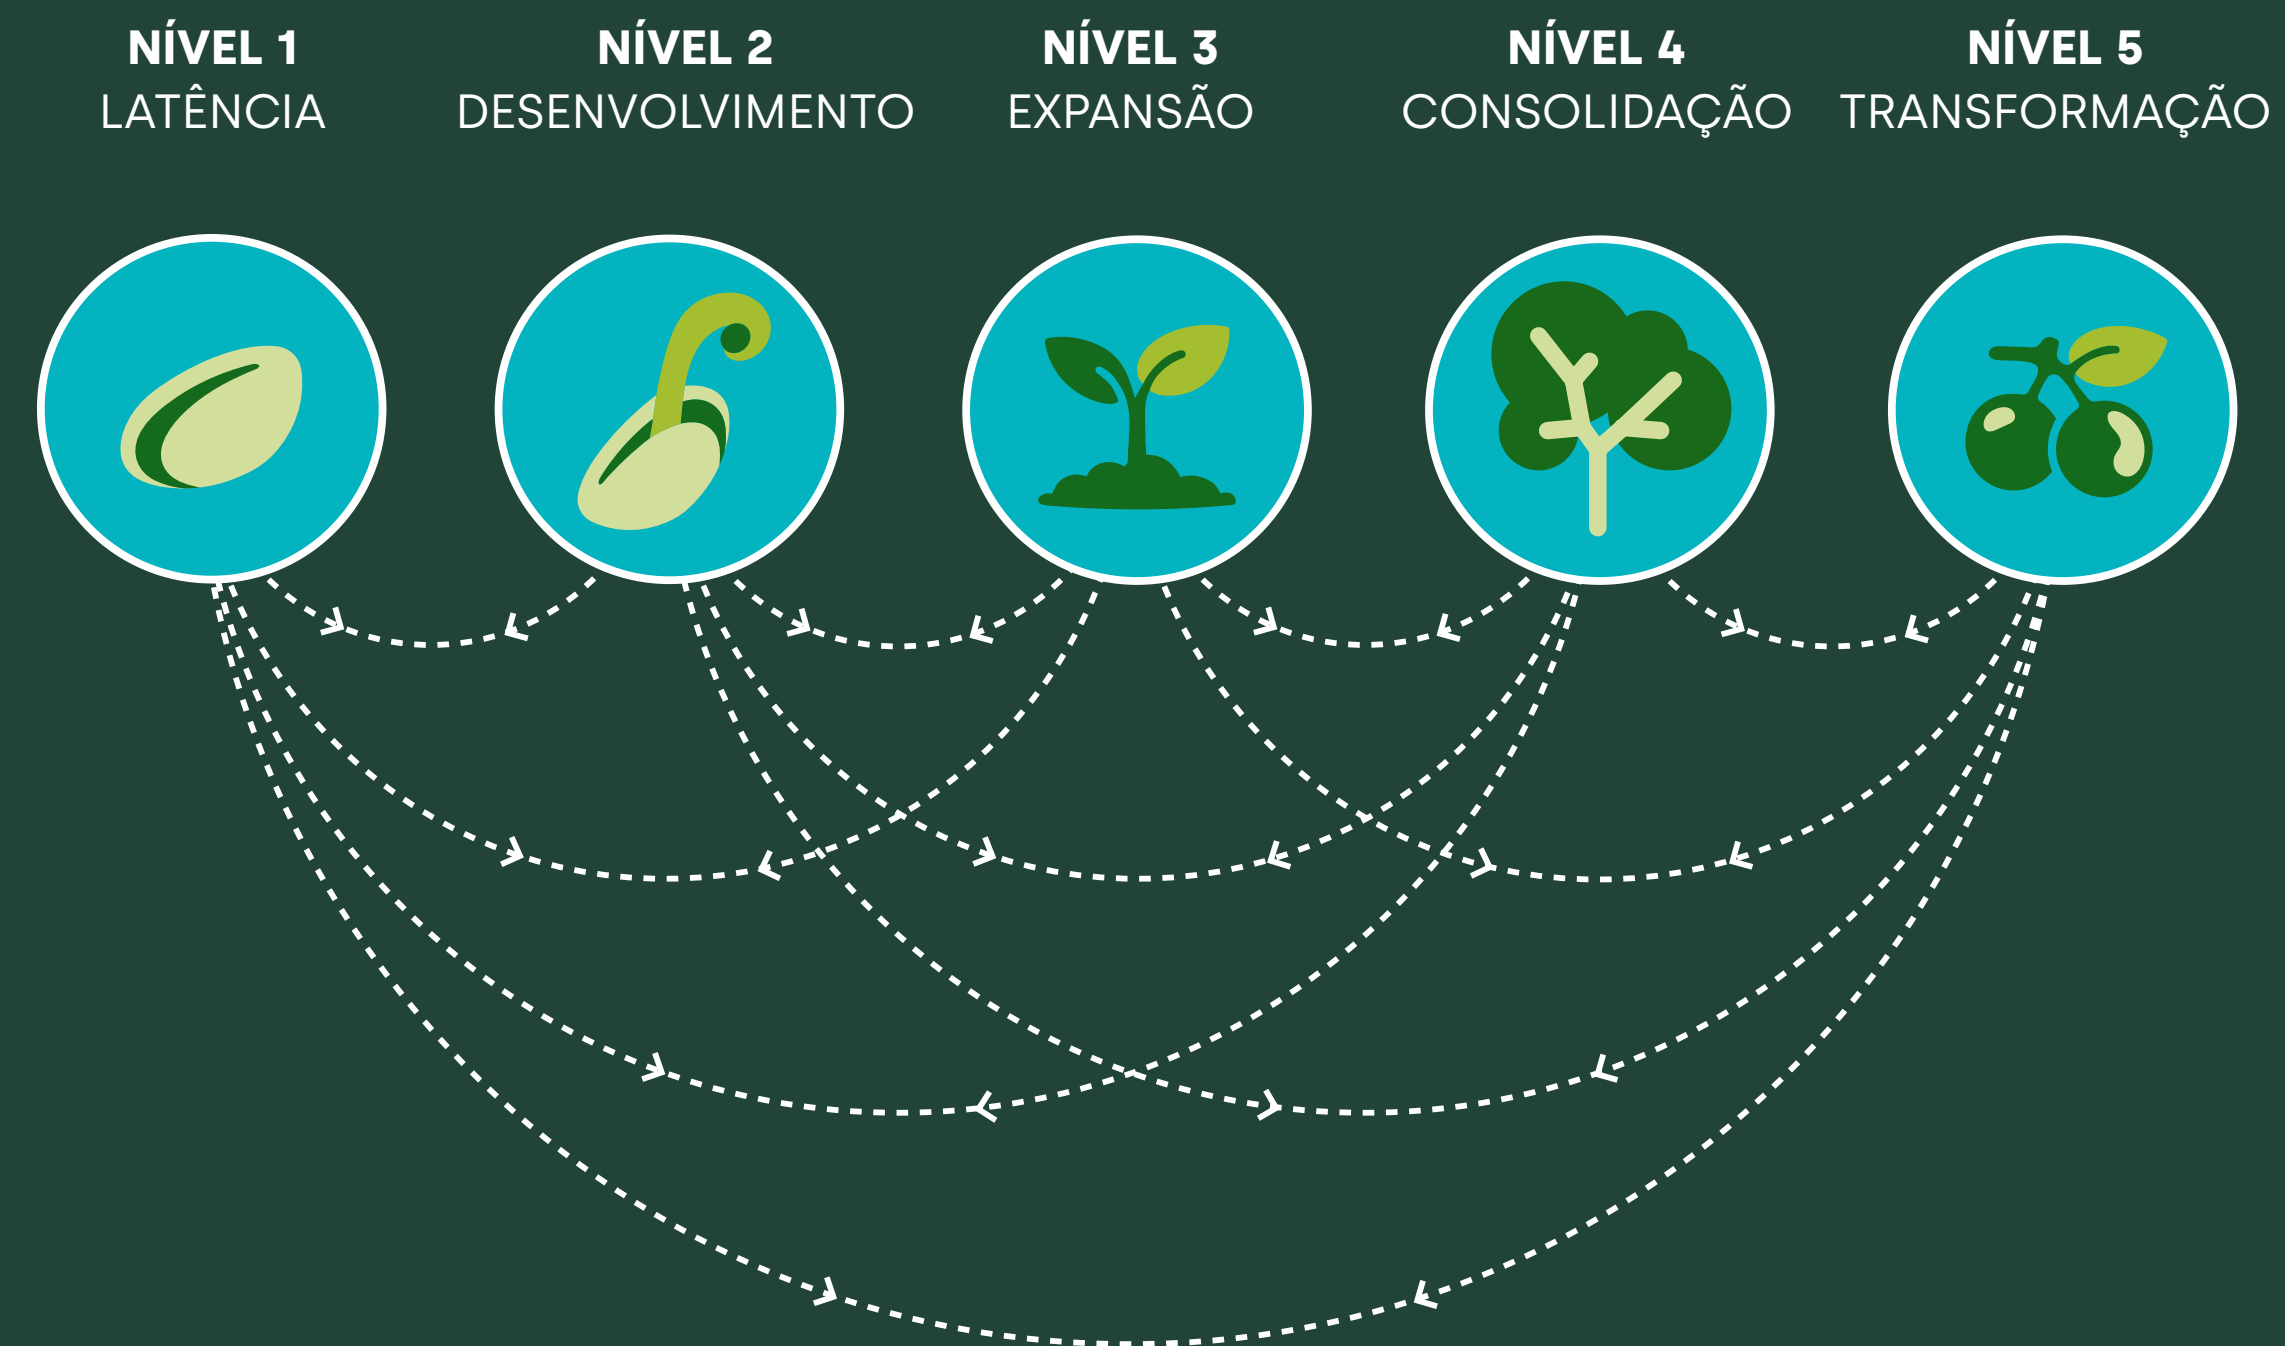 NÍVEL 1
LATÊNCIA
NÍVEL 2
DESENVOLVIMENTO
NÍVEL 3
EXPANSÃO
NÍVEL 4
CONSOLIDAÇÃO
NÍVEL 5
TRANSFORMAÇÃO